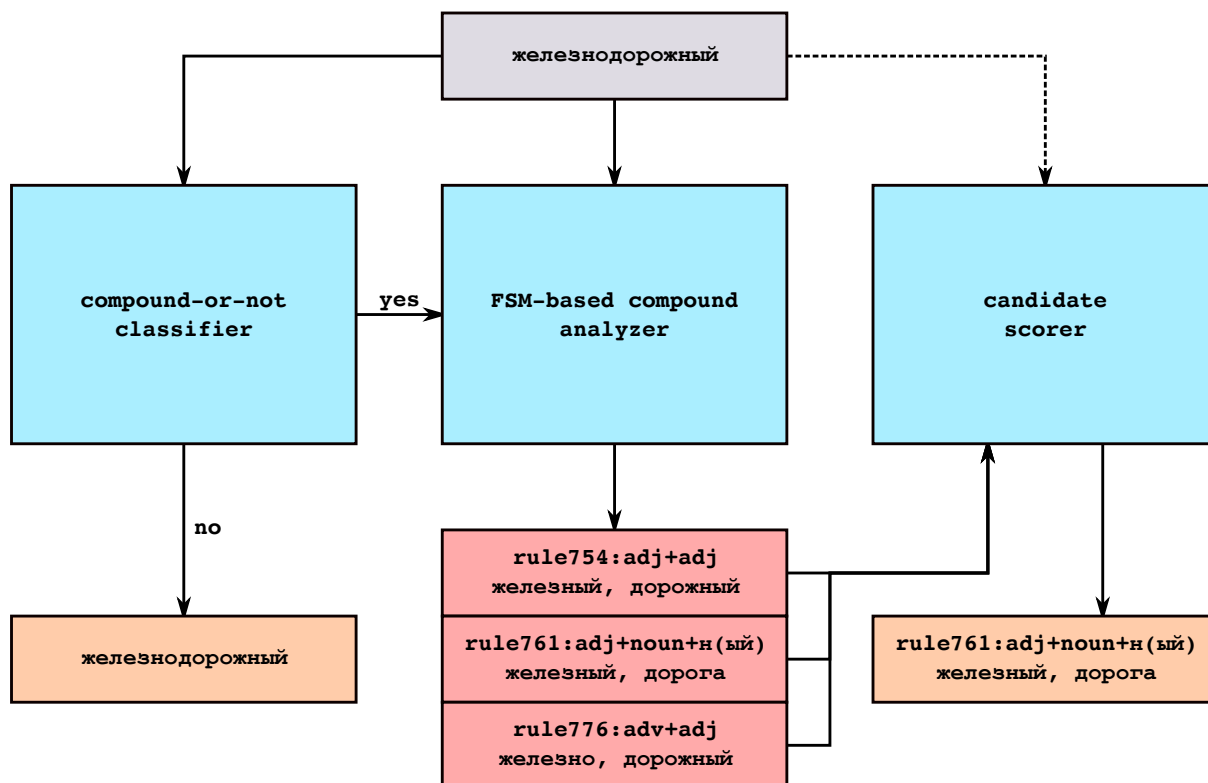 железнодорожный
compound-or-not
classifier
yes
FSM-based compound
analyzer
candidate
scorer
no
rule754:adj+adj
железный, дорожный
железнодорожный
rule761:adj+noun+н(ый)
железный, дорога
rule761:adj+noun+н(ый)
железный, дорога
rule776:adv+adj
железно, дорожный